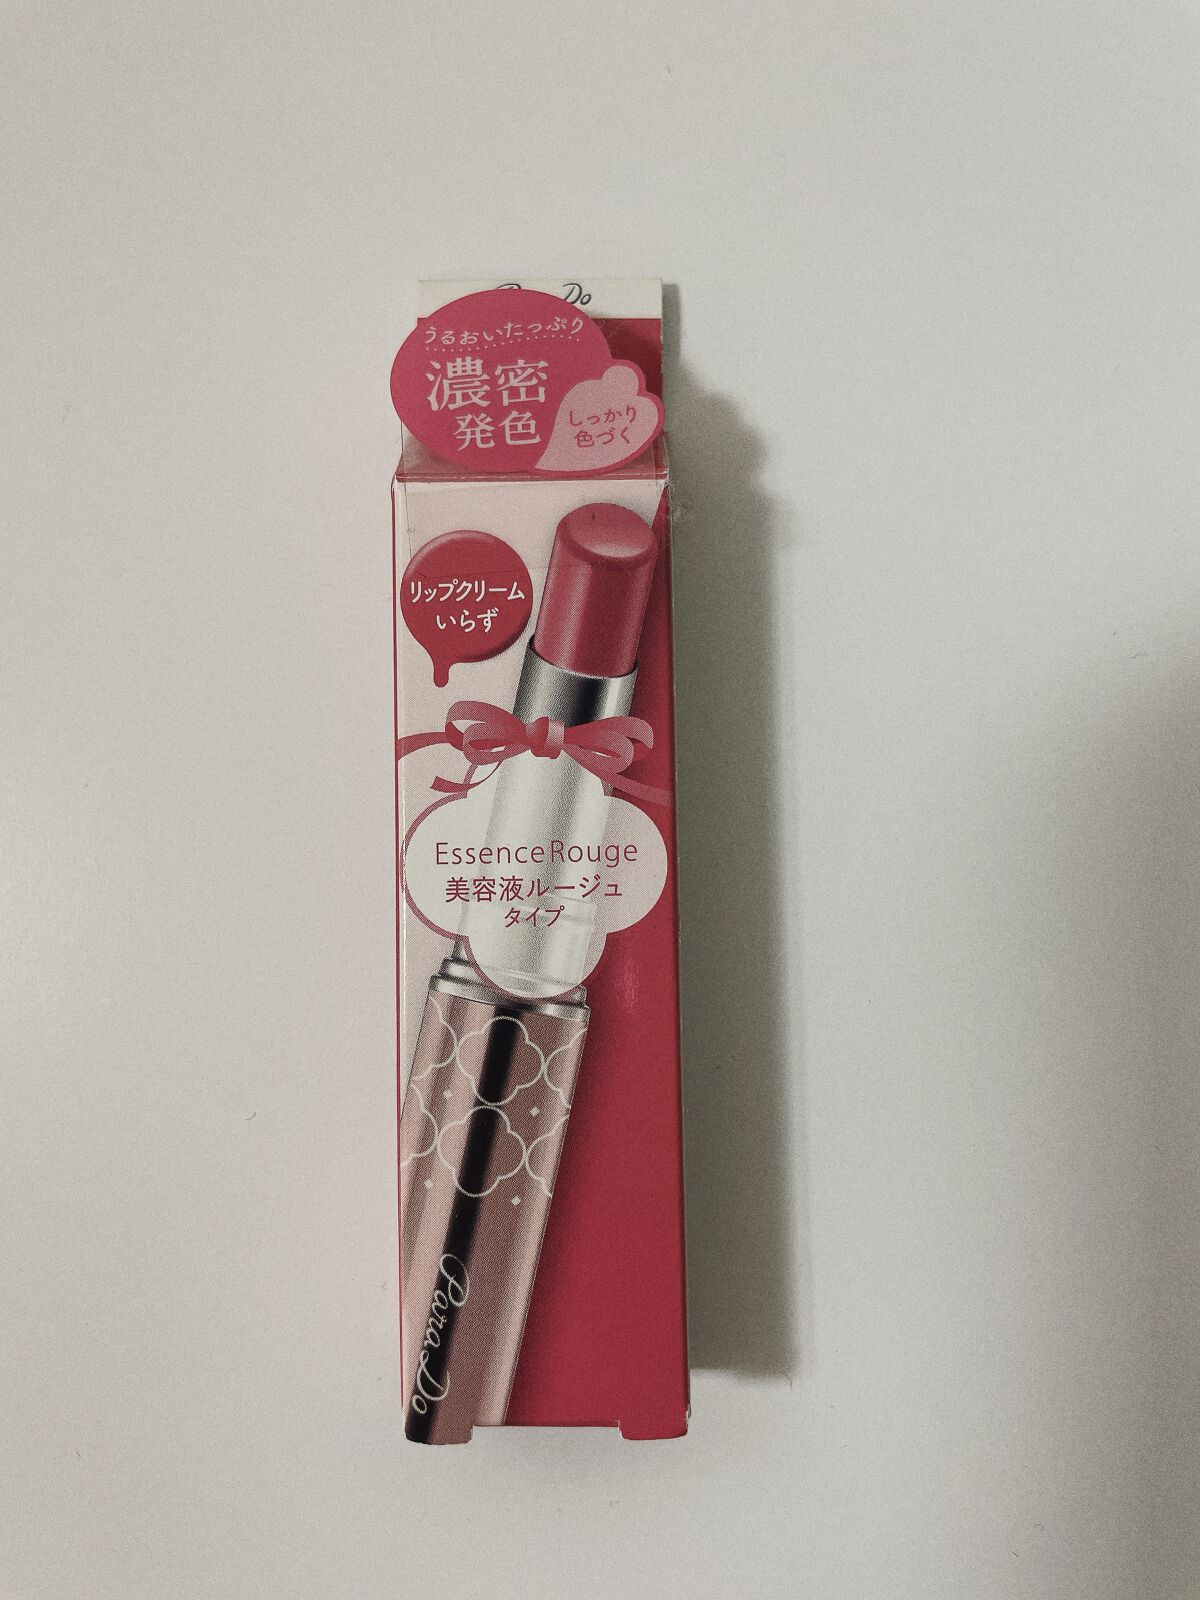 Do
うるおいたっぷり
濃密
発色
しっかり
色づく
リップクリーム
いらず
EssenceRouge
美容液ルージュ
タイプ
ParaDo